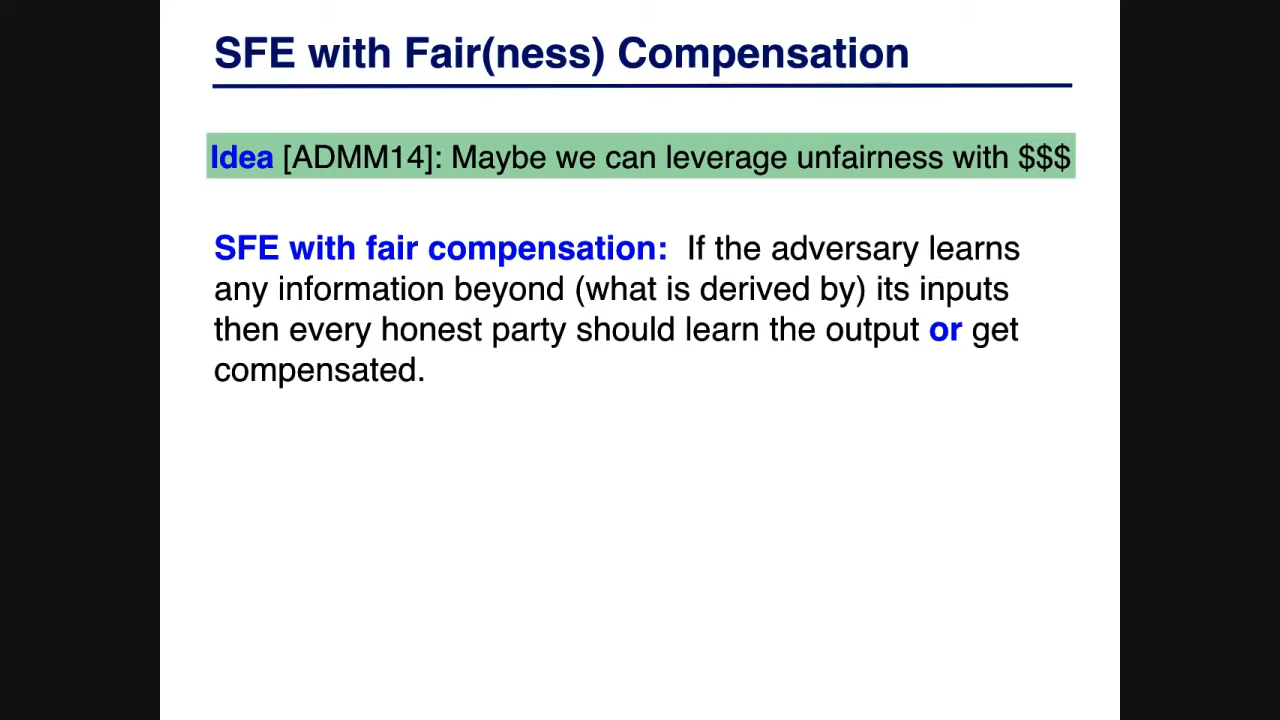 SFE with Fair(ness) Compensation
Idea [ADMM14]: Maybe we can leverage unfairness with $$$
SFE with fair compensation: If the adversary learns
any information beyond (what is derived by) its inputs
then every honest party should learn the output or get
compensated.